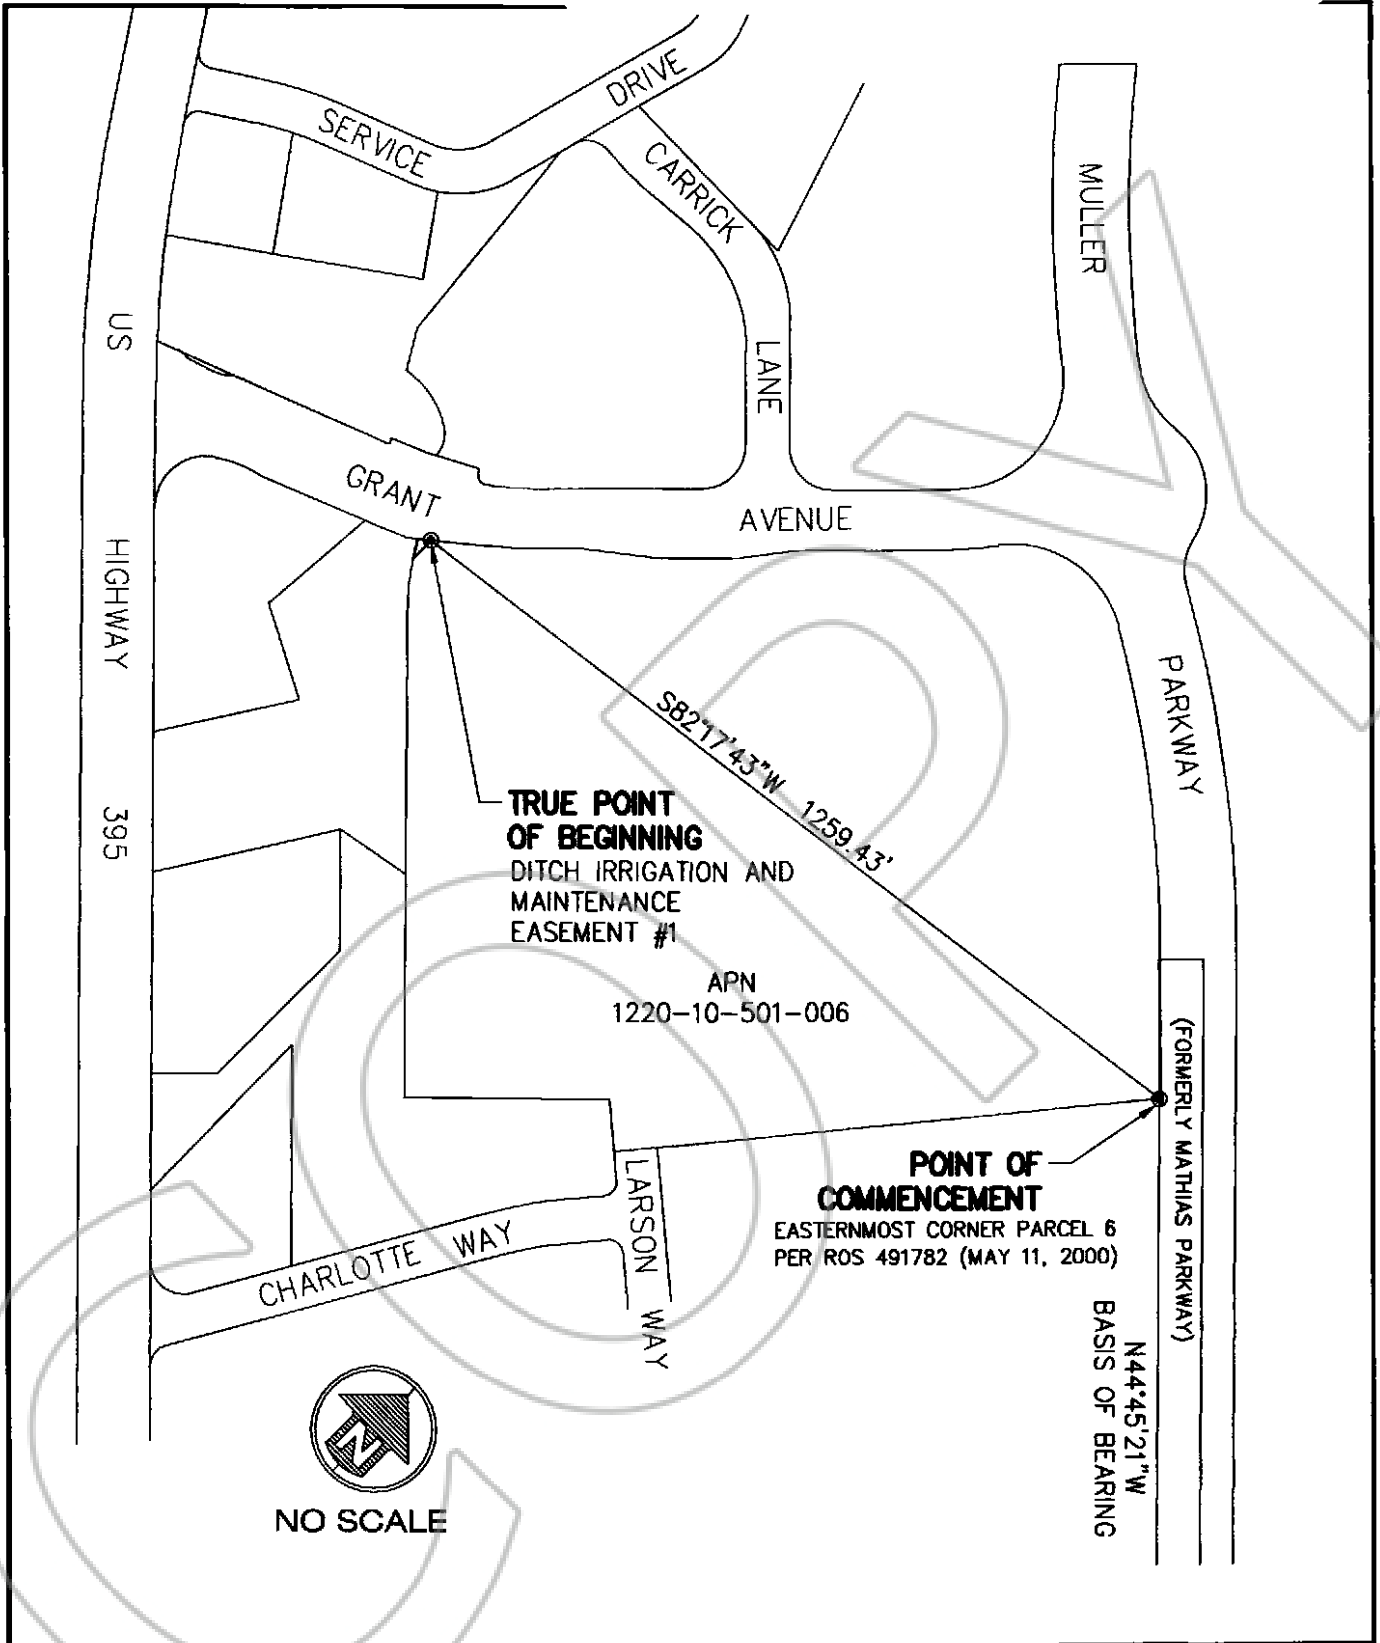 SERVICE
DRIVE
CARRICK
LANE
MULLER
US
HIGHWAY
395
GRANT
AVENUE
PARKWAY
S82°17'43"W 1259.43'
TRUE POINT
OF BEGINNING
DITCH IRRIGATION AND
MAINTENANCE
EASEMENT #1
APN
1220-10-501-006
(FORMERLY MATHIAS PARKWAY)
POINT OF
COMMENCEMENT
EASTERNMOST CORNER PARCEL 6
PER ROS 491782 (MAY 11, 2000)
LARSON WAY
CHARLOTTE WAY
N44°45'21"W
BASIS OF BEARING
N
NO SCALE
COPY